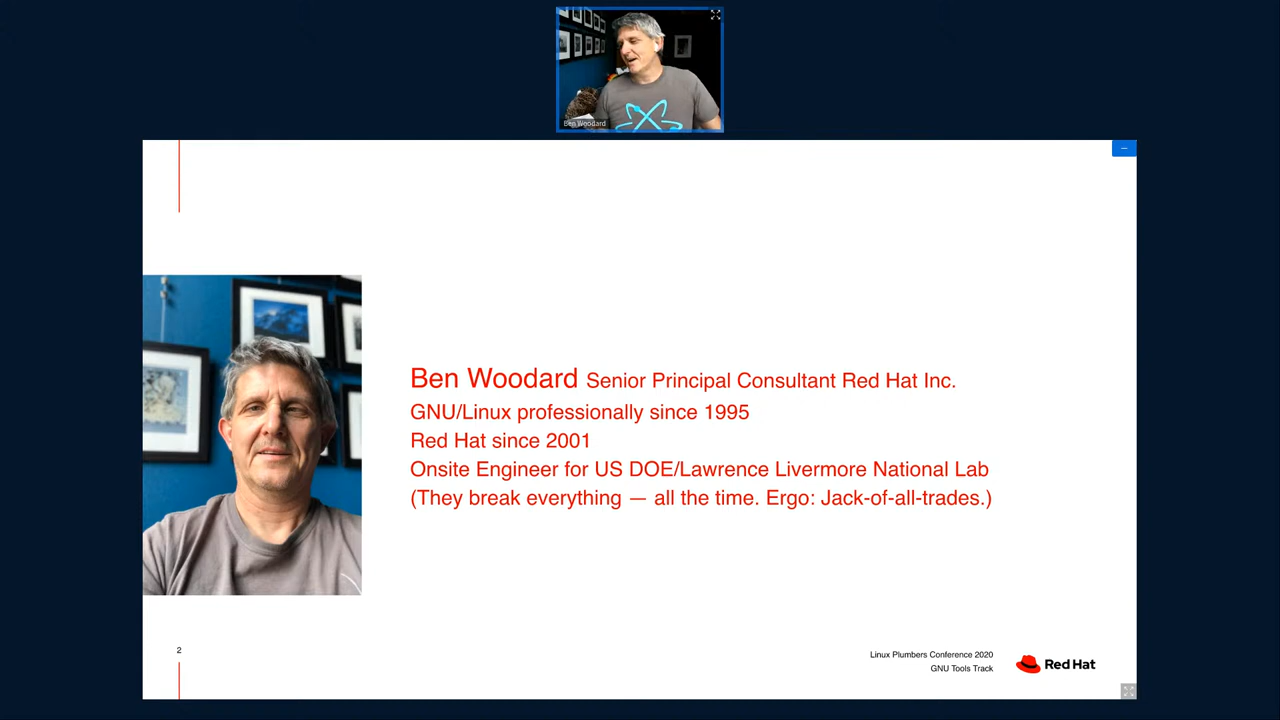 Ben Woodard
Ben Woodard Senior Principal Consultant Red Hat Inc.
GNU/Linux professionally since 1995
Red Hat since 2001
Onsite Engineer for US DOE/Lawrence Livermore National Lab
(They break everything — all the time. Ergo: Jack-of-all-trades.)
2
Linux Plumbers Conference 2020
GNU Tools Track
Red Hat